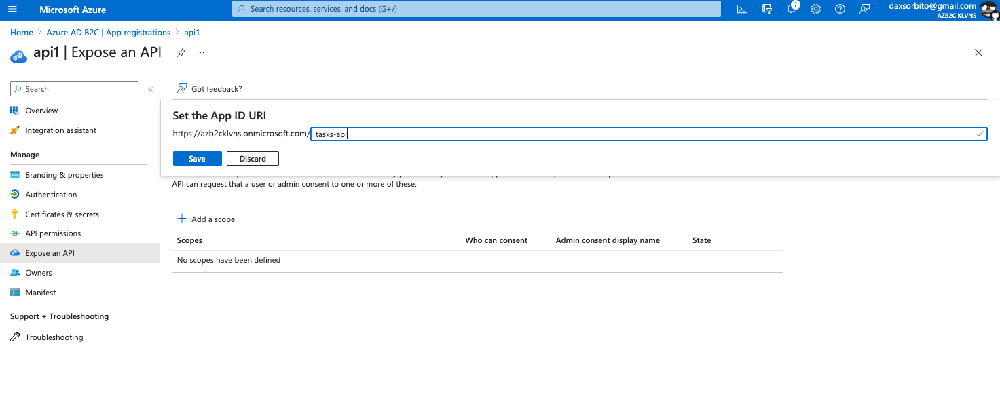 Microsoft Azure
Search resources, services, and docs (G+/)
7
daxsorbito@gmail.com
AZB2C KLVNS
Home > Azure AD B2C | App registrations > api1
api1 | Expose an API
Search
«
Got feedback?
Overview
Integration assistant
Set the App ID URI
https://azb2cklvns.onmicrosoft.com/ tasks-api
Save
Discard
Manage
Branding & properties
Authentication
Certificates & secrets
API permissions
Expose an API
Owners
Manifest
API can request that a user or admin consent to one or more of these.
Add a scope
Scopes Who can consent Admin consent display name State
No scopes have been defined
Support + Troubleshooting
Troubleshooting